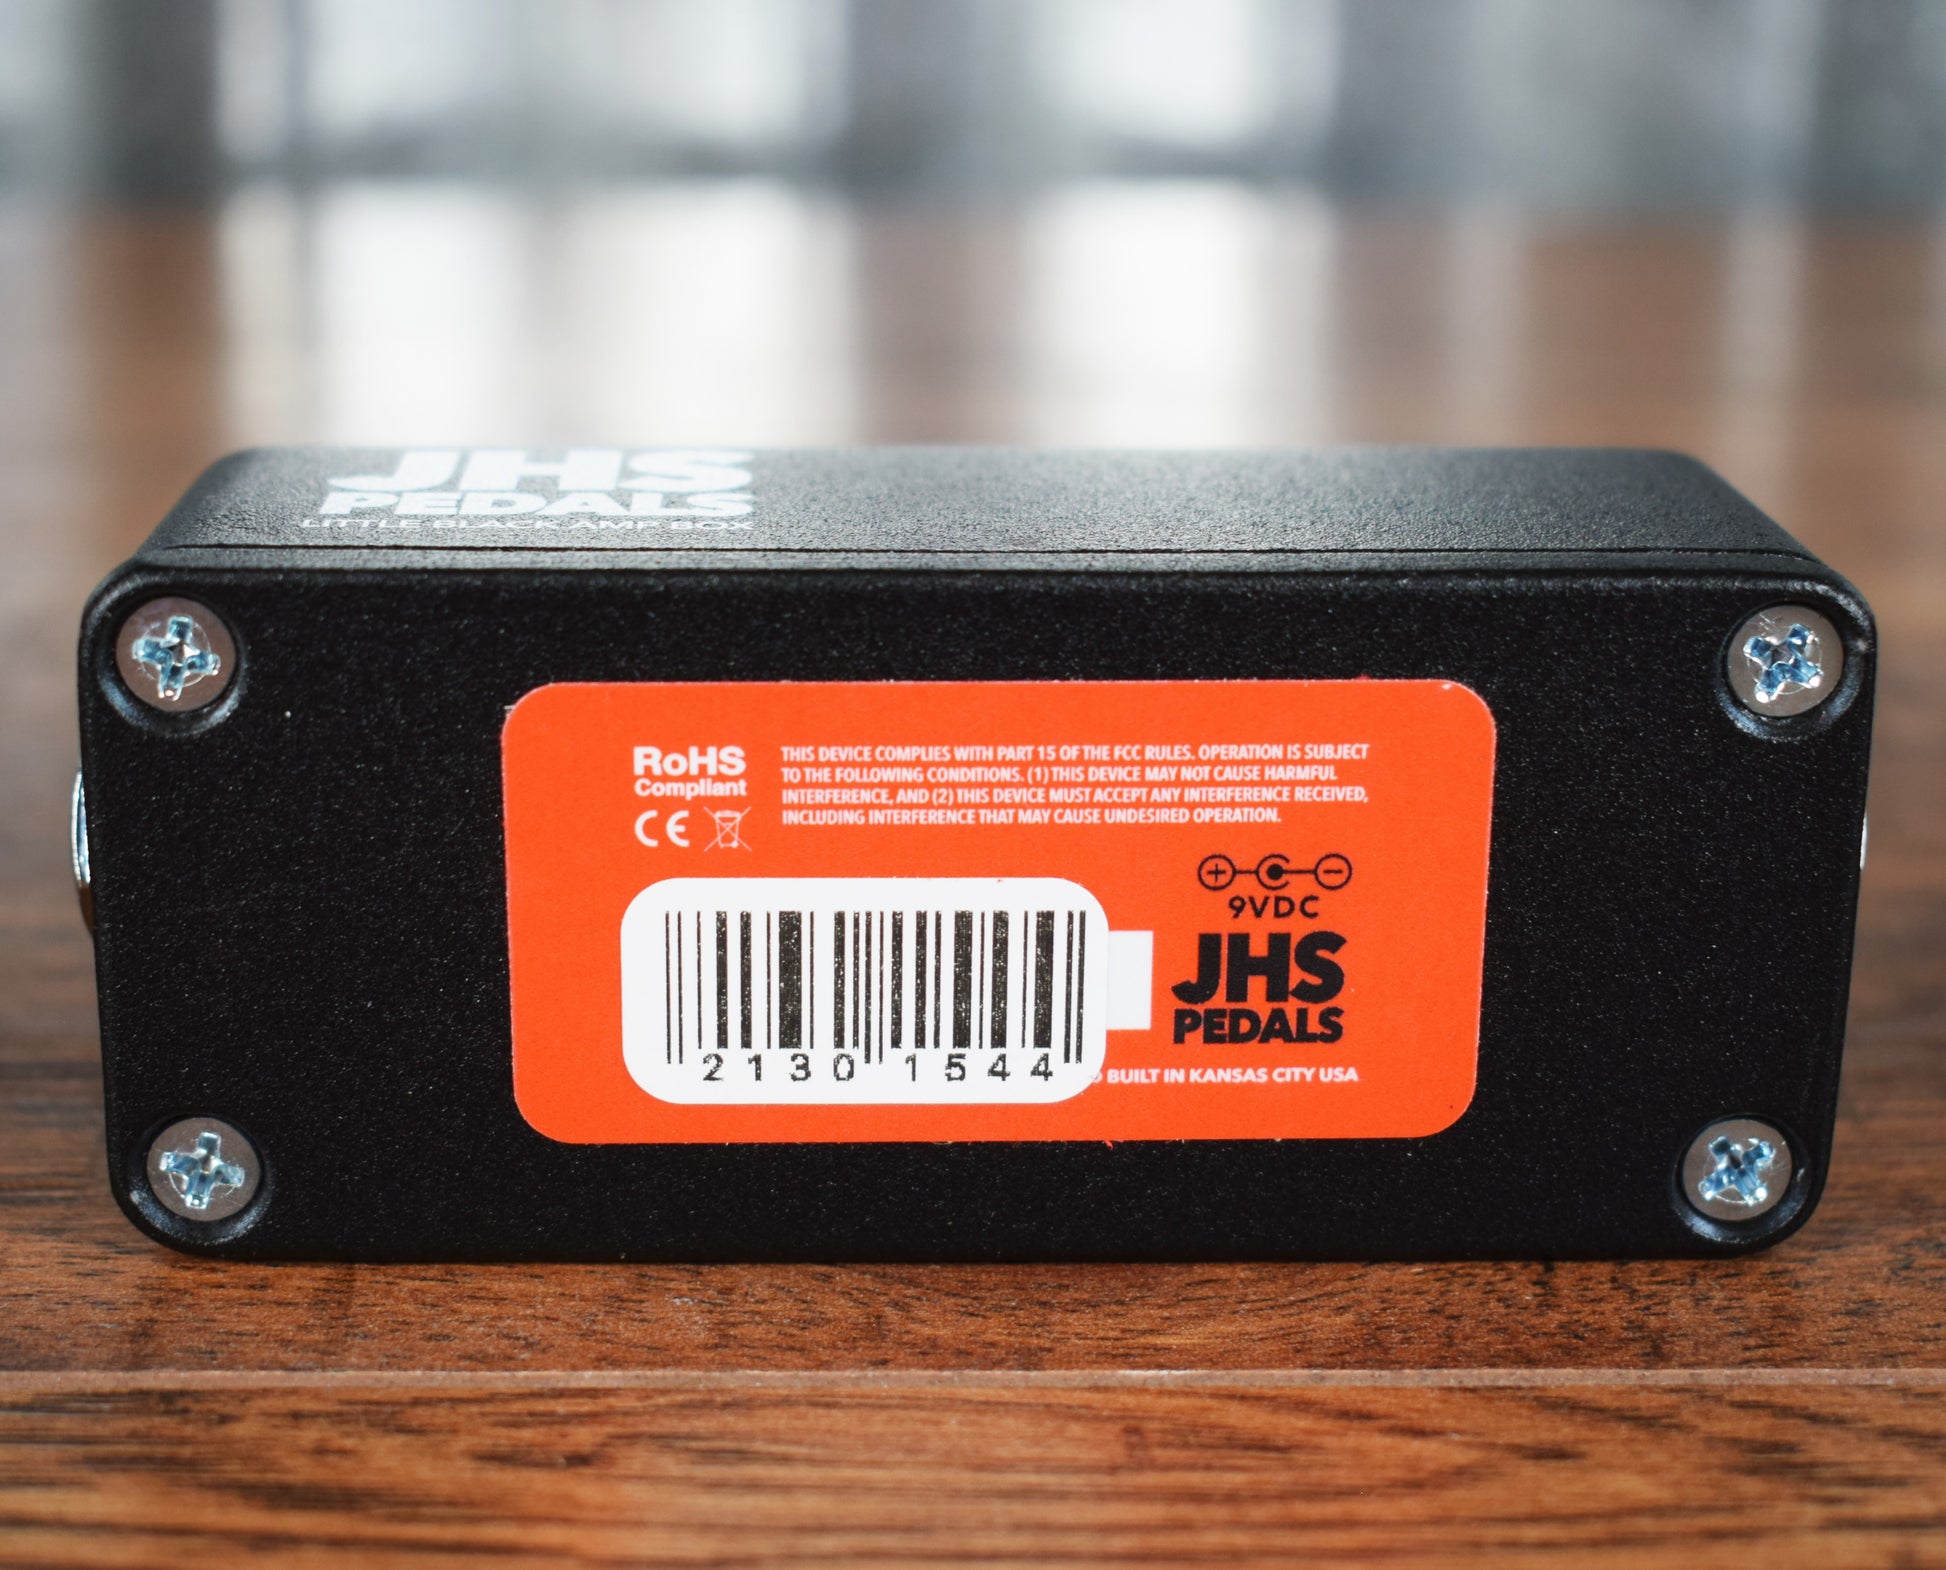 JHS
PEDALS
LITTLE BLACK AMP BOX
RoHS
Compliant
CE
THIS DEVICE COMPLIES WITH PART 15 OF THE FCC RULES. OPERATION IS SUBJECT
TO THE FOLLOWING CONDITIONS. (1) THIS DEVICE MAY NOT CAUSE HARMFUL
INTERFERENCE, AND (2) THIS DEVICE MUST ACCEPT ANY INTERFERENCE RECEIVED,
INCLUDING INTERFERENCE THAT MAY CAUSE UNDESIRED OPERATION.
+ −
9VDC
JHS
PEDALS
2130 1544
BUILT IN KANSAS CITY USA